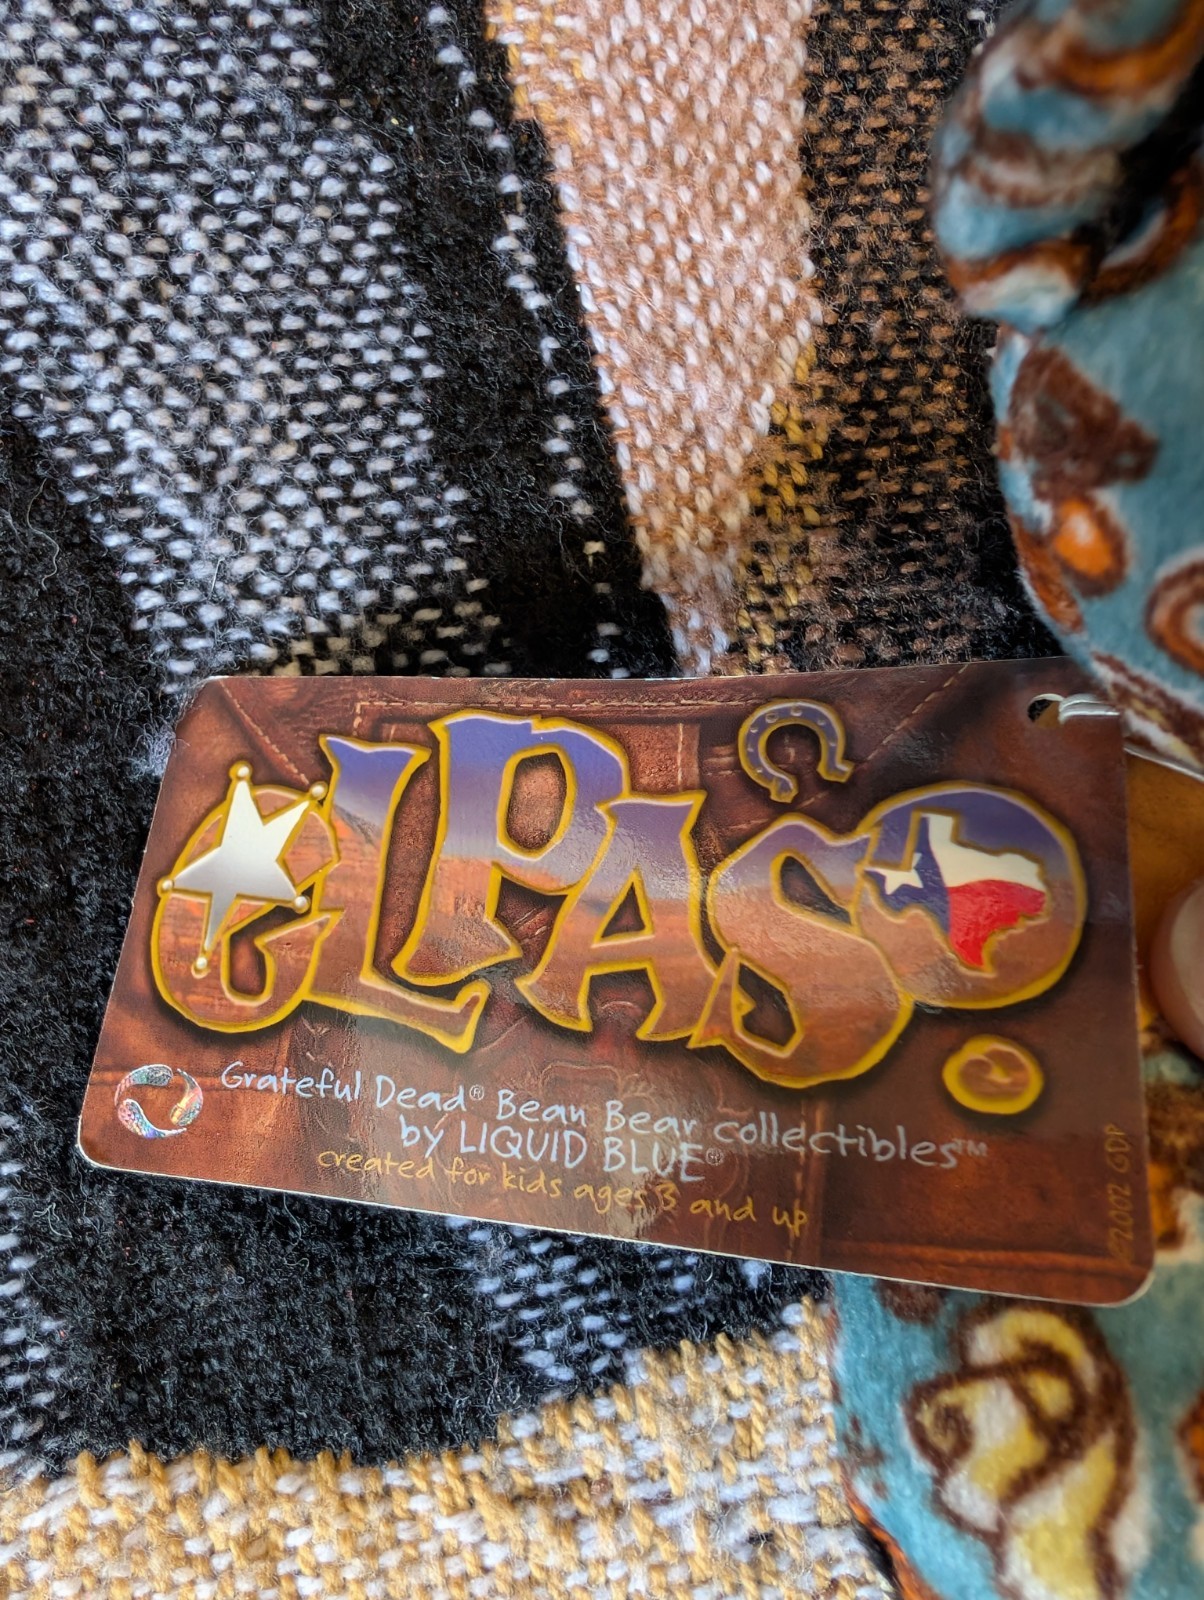 eLPASO
Grateful Dead® Bean Bear collectibles™
by LIQUID BLUE®
created for kids ages 3 and up
©2002 GDP